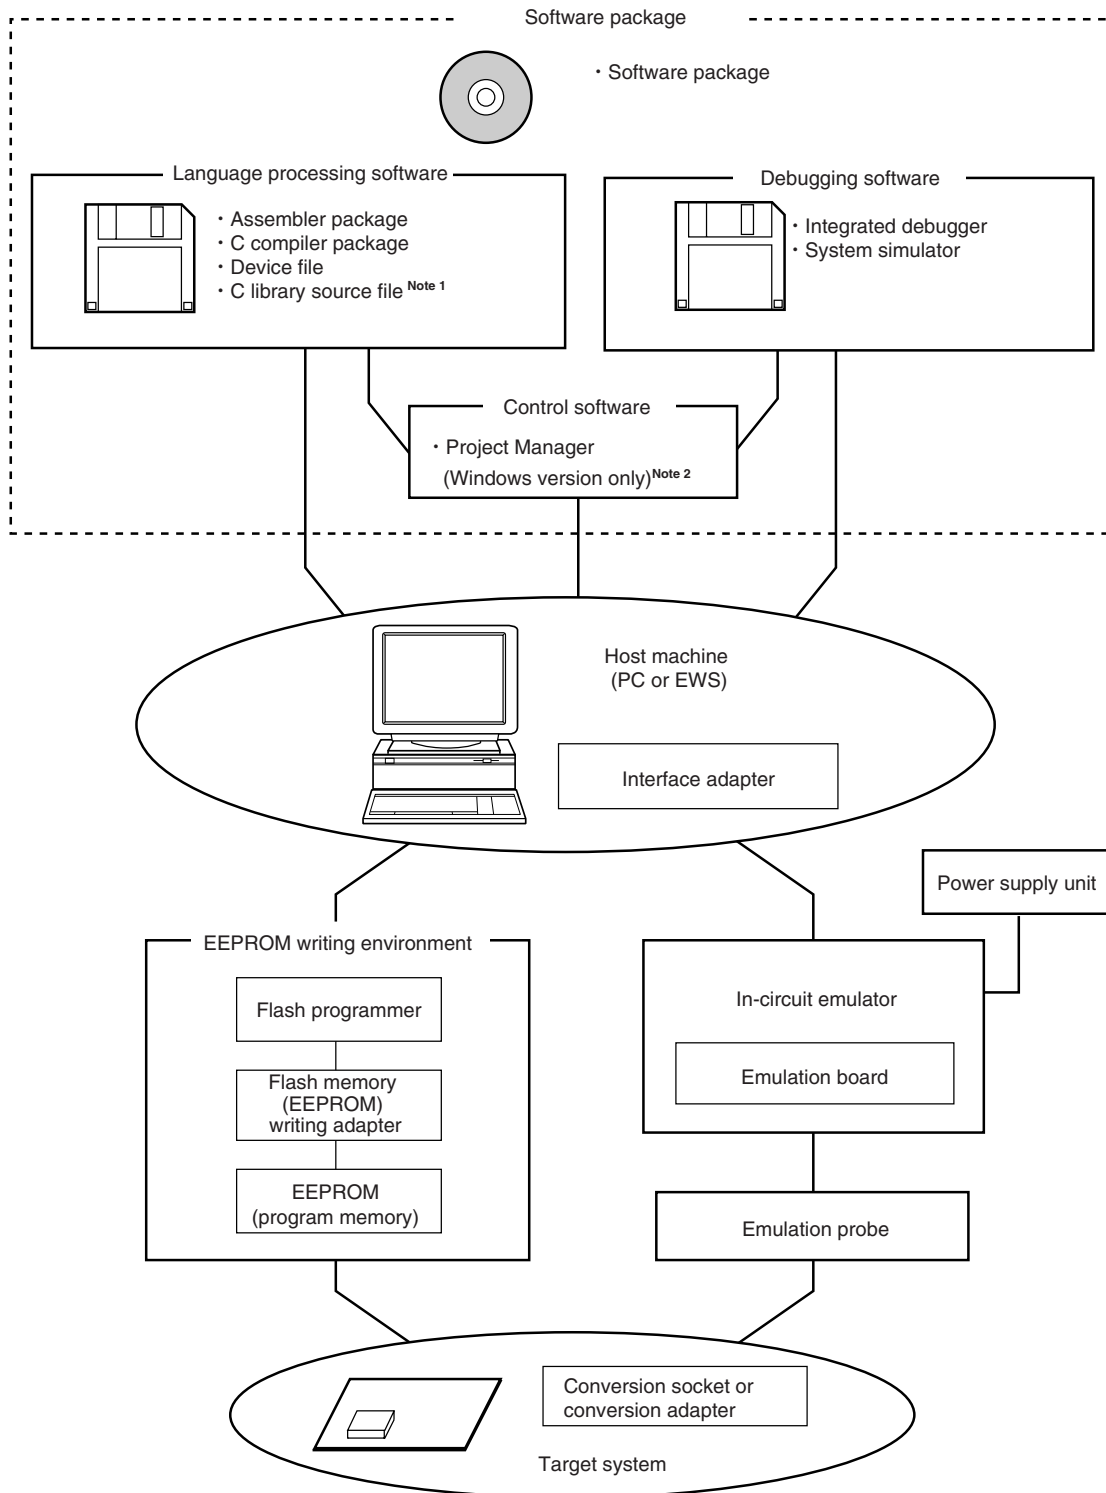 Software package
・Software package
Language processing software
・Assembler package
・C compiler package
・Device file
・C library source file Note 1
Debugging software
・Integrated debugger
・System simulator
Control software
・Project Manager
(Windows version only)Note 2
Host machine
(PC or EWS)
Interface adapter
Power supply unit
EEPROM writing environment
Flash programmer
Flash memory
(EEPROM)
writing adapter
EEPROM
(program memory)
In-circuit emulator
Emulation board
Emulation probe
Conversion socket or
conversion adapter
Target system